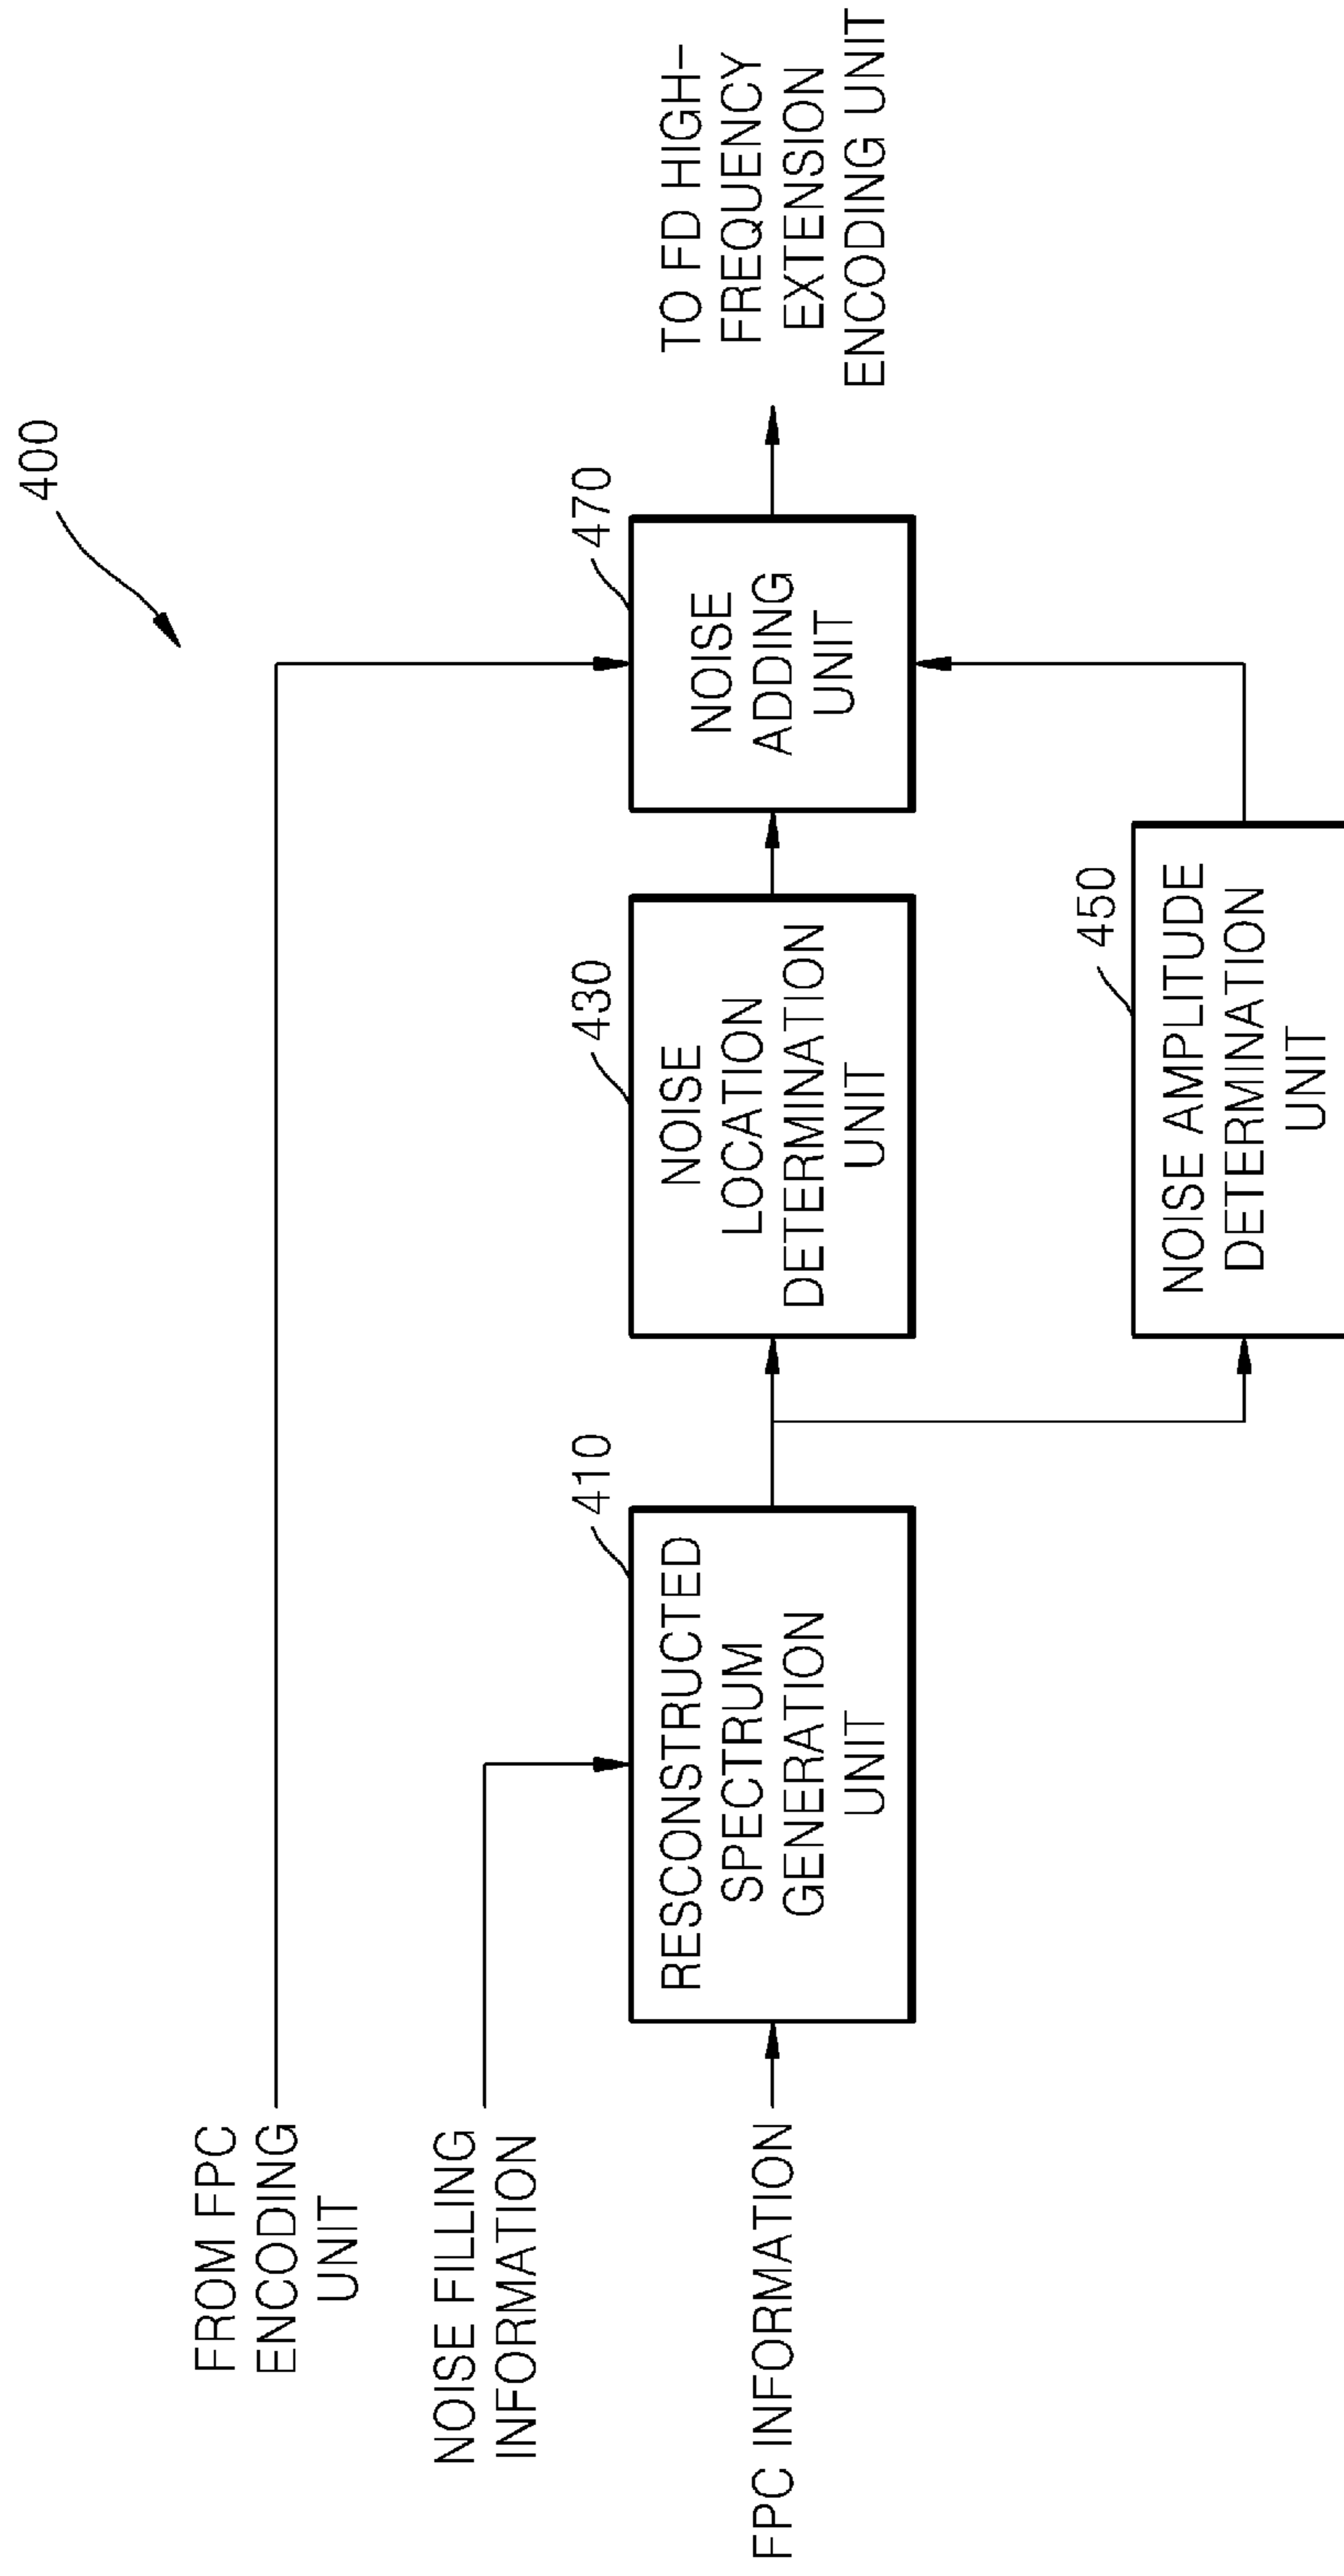 400
FROM FPC
ENCODING
UNIT
NOISE FILLING
INFORMATION
FPC INFORMATION
410
RESCONSTRUCTED
SPECTRUM
GENERATION
UNIT
430
NOISE
LOCATION
DETERMINATION
UNIT
470
NOISE
ADDING
UNIT
TO FD HIGH-
FREQUENCY
EXTENSION
ENCODING UNIT
450
NOISE AMPLITUDE
DETERMINATION
UNIT